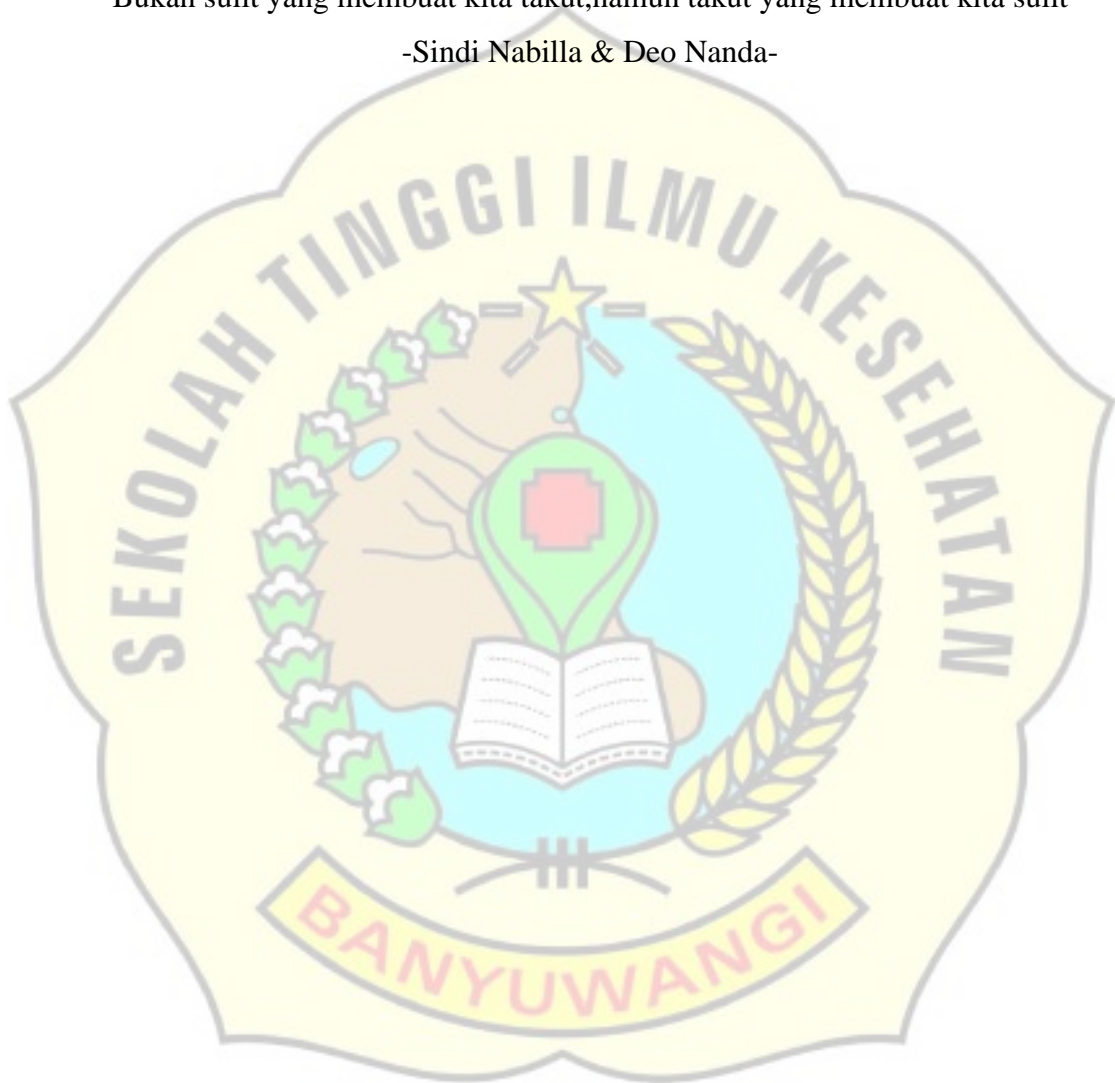 Bukan sulit yang membuat kita takut,namun takut yang membuat kita sulit
-Sindi Nabilla & Deo Nanda-
SEKOLAH TINGGI ILMU KESEHATAN
BANYUWANGI